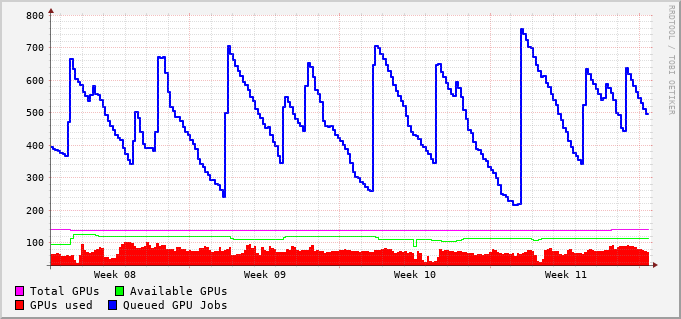 800
700
600
500
400
300
200
100
Week 08 Week 09 Week 10 Week 11
Total GPUs Available GPUs
GPUs used Queued GPU Jobs
RRDTOOL / TOBI OETIKER